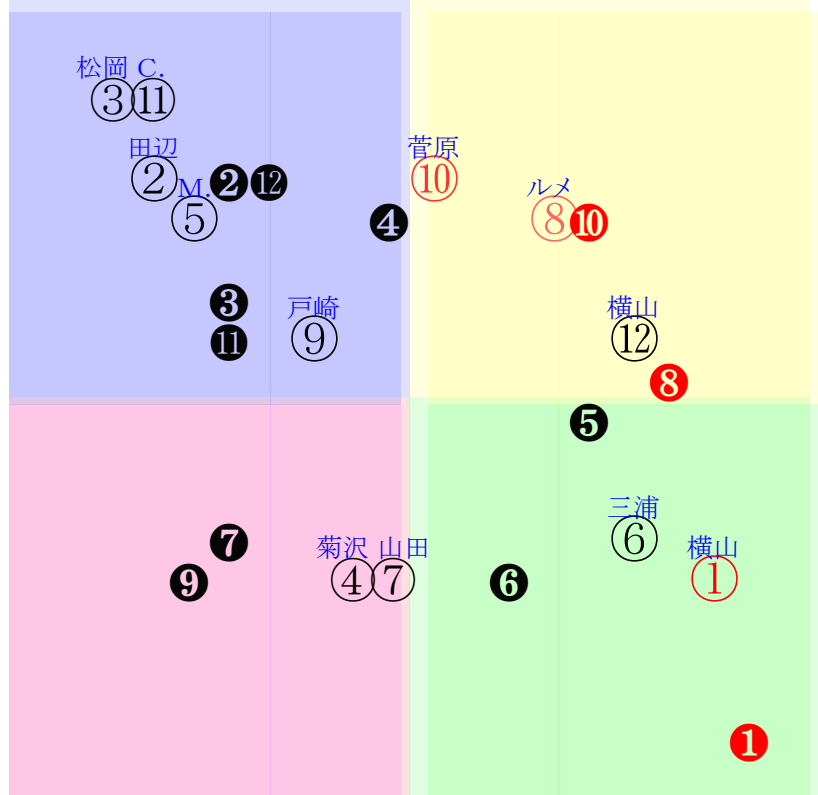 松岡 C.
③⑪
田辺
菅原
②
M.
❷⓬
⑩
ルメ
⑤
❹
⑧❿
❸
戸崎
横山
⓫
⑨
⑫
❽
❺
三浦
❼
菊沢 山田
⑥
横山
❾
④⑦
❻
①
❶